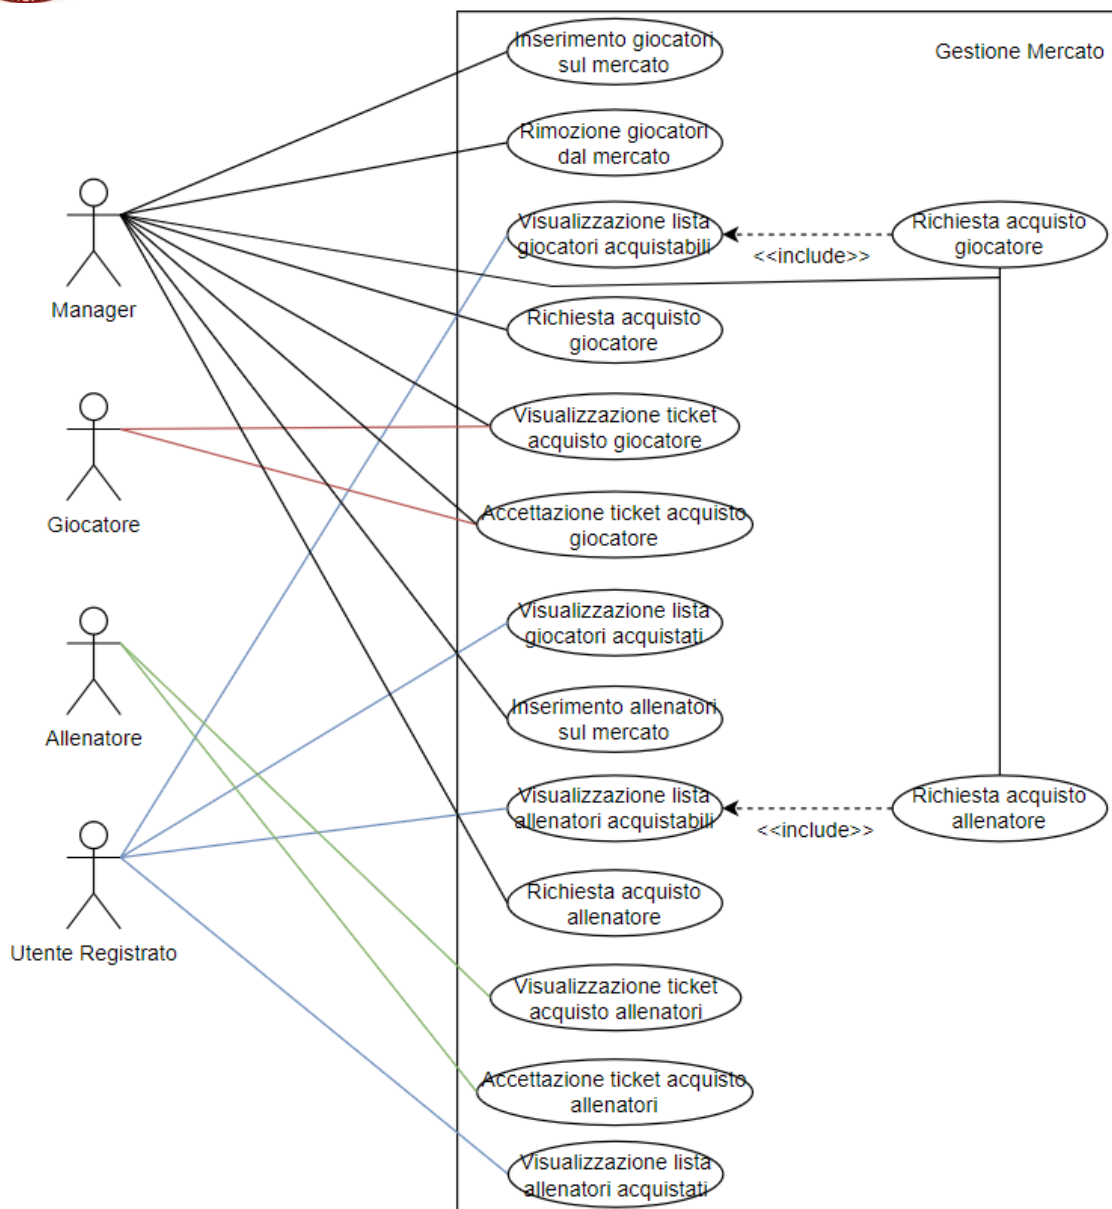 Gestione Mercato
Inserimento giocatori
sul mercato
Rimozione giocatori
dal mercato
Visualizzazione lista
giocatori acquistabili
<<include>>
Richiesta acquisto
giocatore
Manager
Richiesta acquisto
giocatore
Visualizzazione ticket
acquisto giocatore
Giocatore
Accettazione ticket acquisto
giocatore
Visualizzazione lista
giocatori acquistati
Inserimento allenatori
sul mercato
Allenatore
Visualizzazione lista
allenatori acquistabili
<<include>>
Richiesta acquisto
allenatore
Richiesta acquisto
allenatore
Utente Registrato
Visualizzazione ticket
acquisto allenatori
Accettazione ticket acquisto
allenatori
Visualizzazione lista
allenatori acquistati